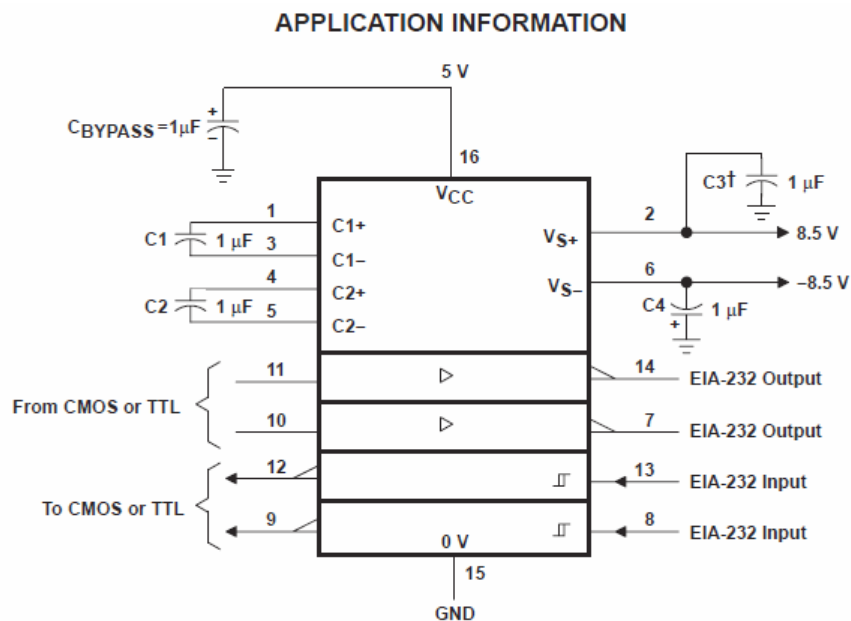 APPLICATION INFORMATION
5 V
CBYPASS = 1μF
+
−
16
VCC
C3†
1 μF
1
C1+
2
VS+
8.5 V
C1
1 μF
3
C1−
4
C2+
6
VS−
−8.5 V
C2
1 μF
5
C2−
C4
+
1 μF
From CMOS or TTL
11
14
EIA-232 Output
10
7
EIA-232 Output
To CMOS or TTL
12
13
EIA-232 Input
9
8
EIA-232 Input
0 V
15
GND